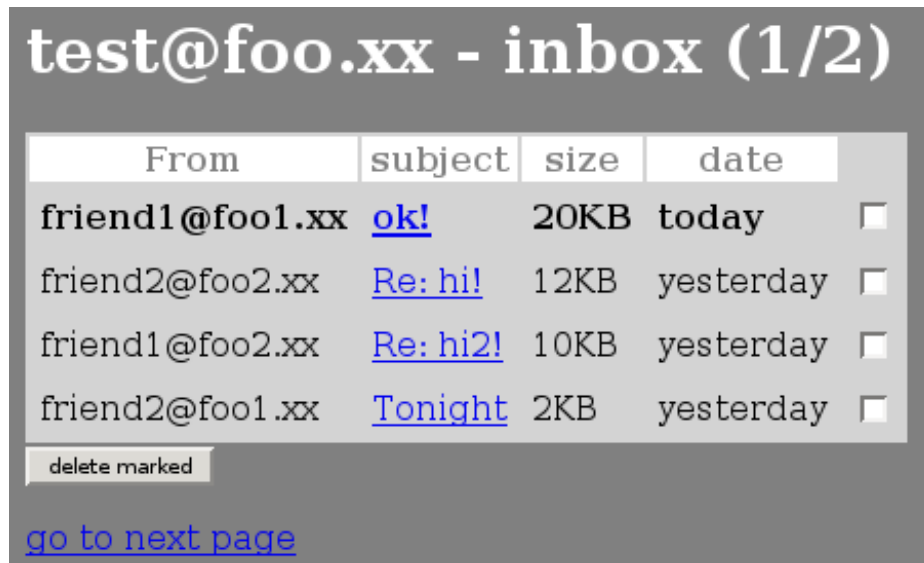 test@foo.xx - inbox (1/2)
From subject size date
friend1@foo1.xx ok! 20KB today
friend2@foo2.xx Re: hi! 12KB yesterday
friend1@foo2.xx Re: hi2! 10KB yesterday
friend2@foo1.xx Tonight 2KB yesterday
delete marked
go to next page